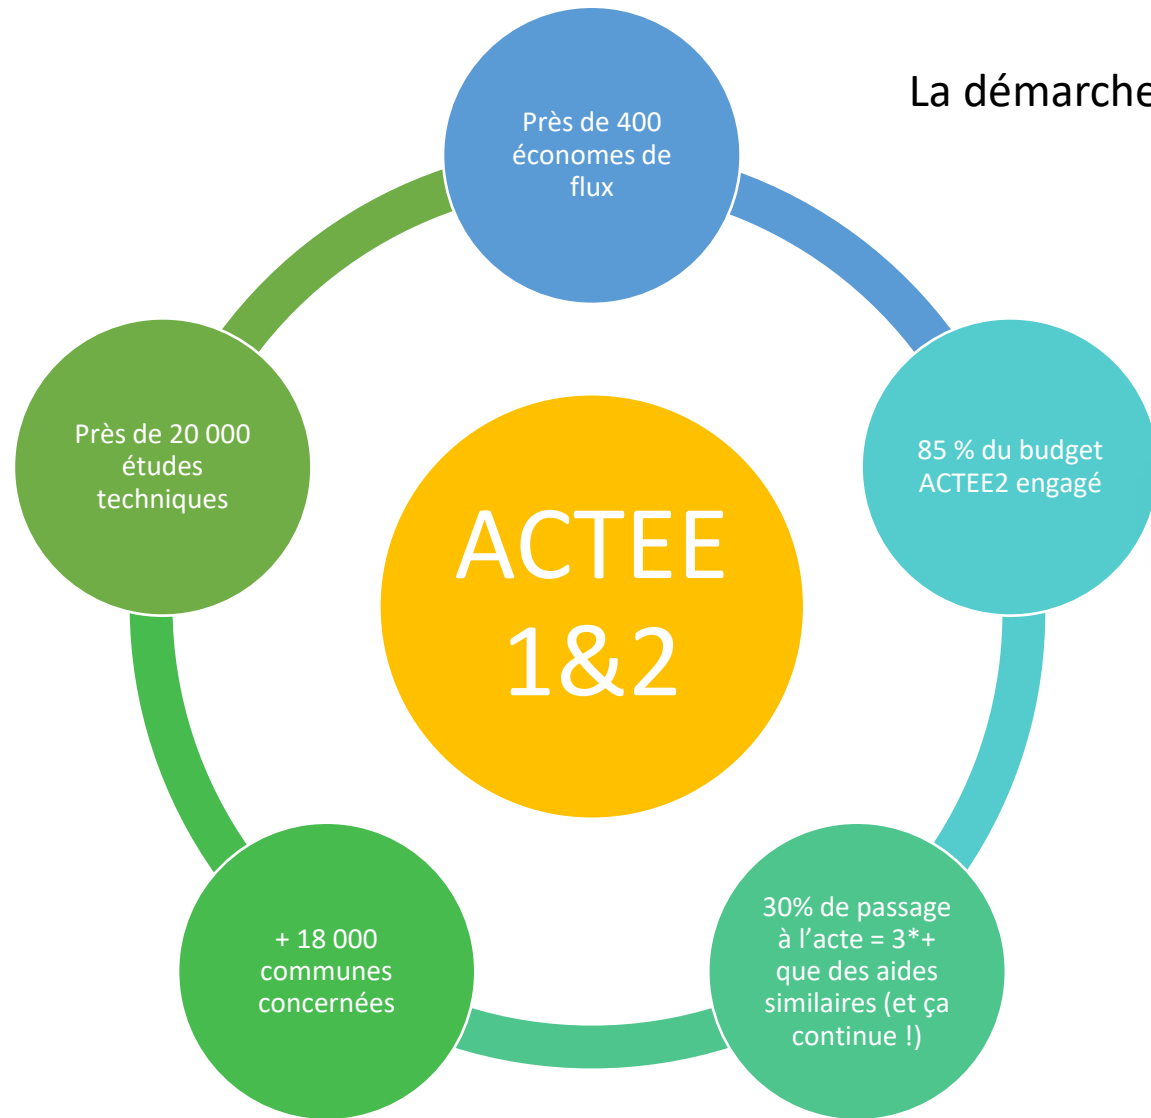 La démarche
Près de 400
économes de
flux
85 % du budget
ACTEE2 engagé
30% de passage
à l’acte = 3*+
que des aides
similaires (et ça
continue !)
+ 18 000
communes
concernées
Près de 20 000
études
techniques
ACTEE
1&2